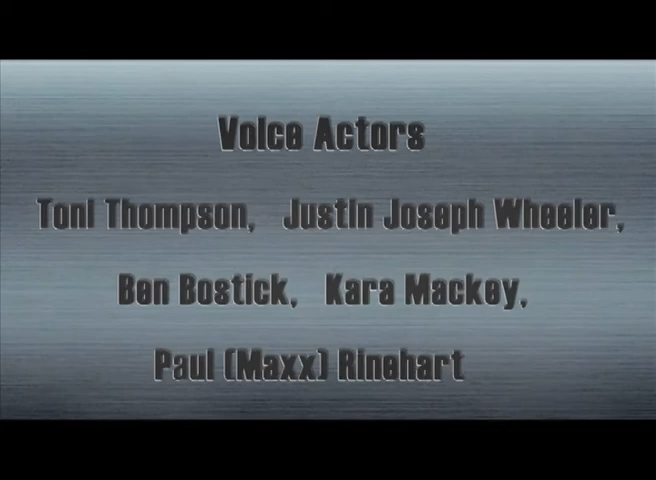 Voice Actors
Toni Thompson, Justin Joseph Wheeler,
Ben Bostick, Kara Mackey,
Paul (Maxx) Rinehart